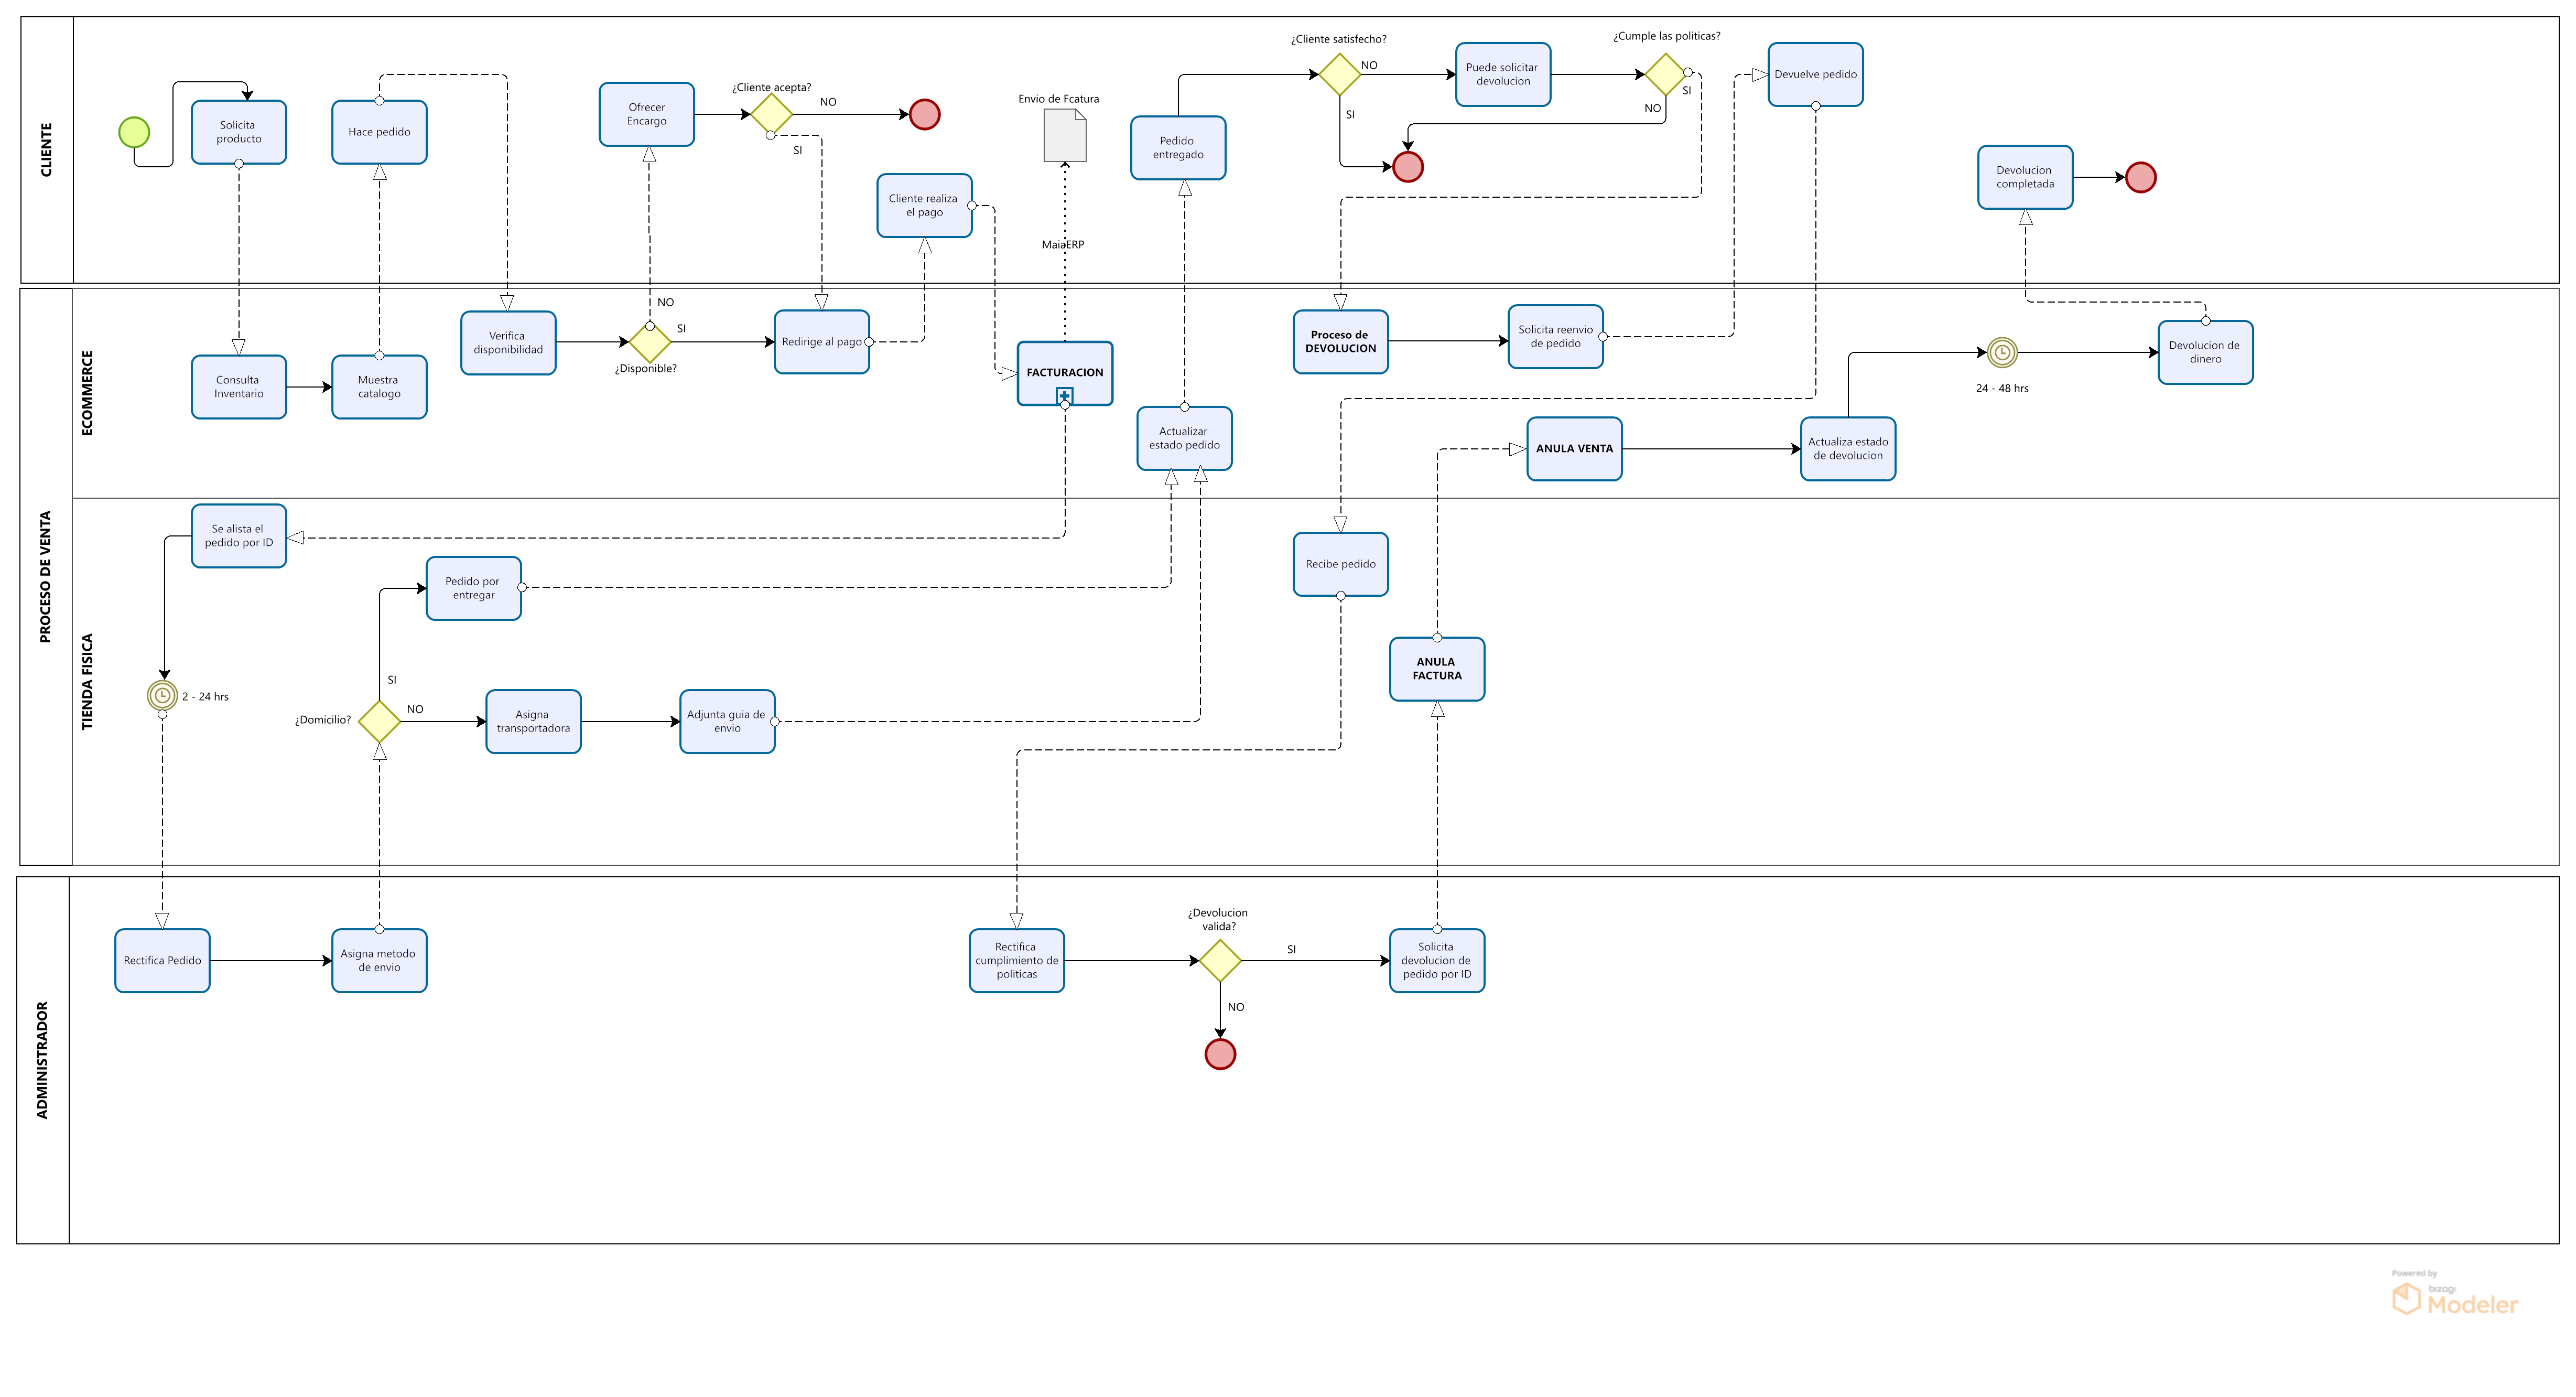 CLIENTE
Solicita
producto
Hace pedido
Ofrecer
Encargo
¿Cliente acepta?
NO
SI
Cliente realiza
el pago
Envio de Fcatura
MaiaERP
Pedido
entregado
¿Cliente satisfecho?
NO
SI
Puede solicitar
devolucion
¿Cumple las politicas?
SI
NO
Devuelve pedido
Devolucion
completada
PROCESO DE VENTA
ECOMMERCE
Consulta
Inventario
Muestra
catalogo
Verifica
disponibilidad
NO
SI
¿Disponible?
Redirige al pago
FACTURACION
Actualizar
estado pedido
Proceso de
DEVOLUCION
Solicita reenvio
de pedido
ANULA VENTA
Actualiza estado
de devolucion
24 - 48 hrs
Devolucion de
dinero
TIENDA FISICA
Se alista el
pedido por ID
2 - 24 hrs
Pedido por
entregar
SI
¿Domicilio?
NO
Asigna
transportadora
Adjunta guia de
envio
Recibe pedido
ANULA
FACTURA
ADMINISTRADOR
Rectifica Pedido
Asigna metodo
de envio
Rectifica
cumplimiento de
politicas
¿Devolucion
valida?
SI
NO
Solicita
devolucion de
pedido por ID
Powered by
bizagi
Modeler